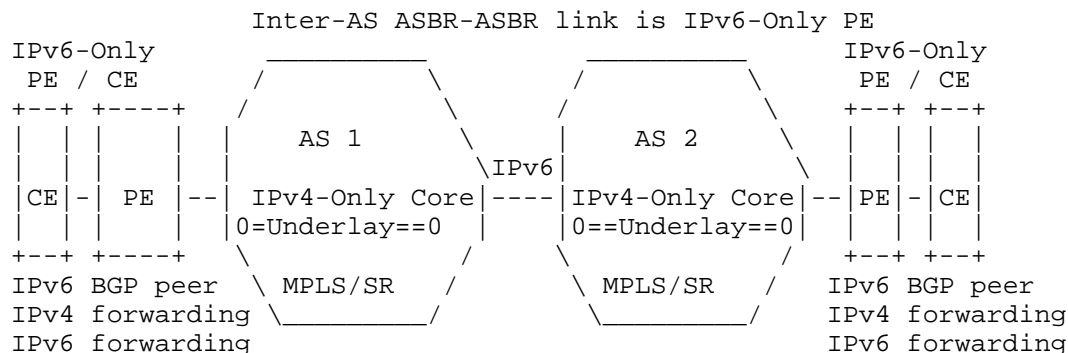 Inter-AS ASBR-ASBR link is IPv6-Only PE
IPv6-Only IPv6-Only
PE / CE PE / CE
AS 1 AS 2
IPv6
CE PE IPv4-Only Core IPv4-Only Core PE CE
0=Underlay==0 0==Underlay==0
IPv6 BGP peer MPLS/SR MPLS/SR IPv6 BGP peer
IPv4 forwarding IPv4 forwarding
IPv6 forwarding IPv6 forwarding